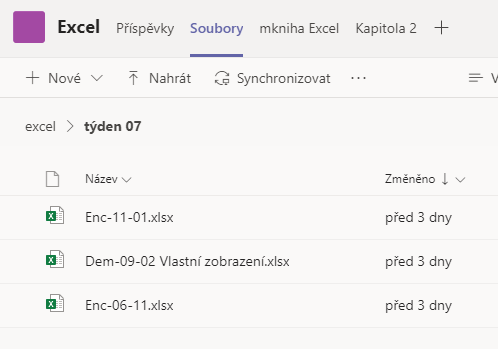 Excel Příspěvky Soubory mkniha Excel Kapitola 2
Nové Nahrát Synchronizovat ...
excel > týden 07
Název Změněno
Enc-11-01.xlsx před 3 dny
Dem-09-02 Vlastní zobrazení.xlsx před 3 dny
Enc-06-11.xlsx před 3 dny